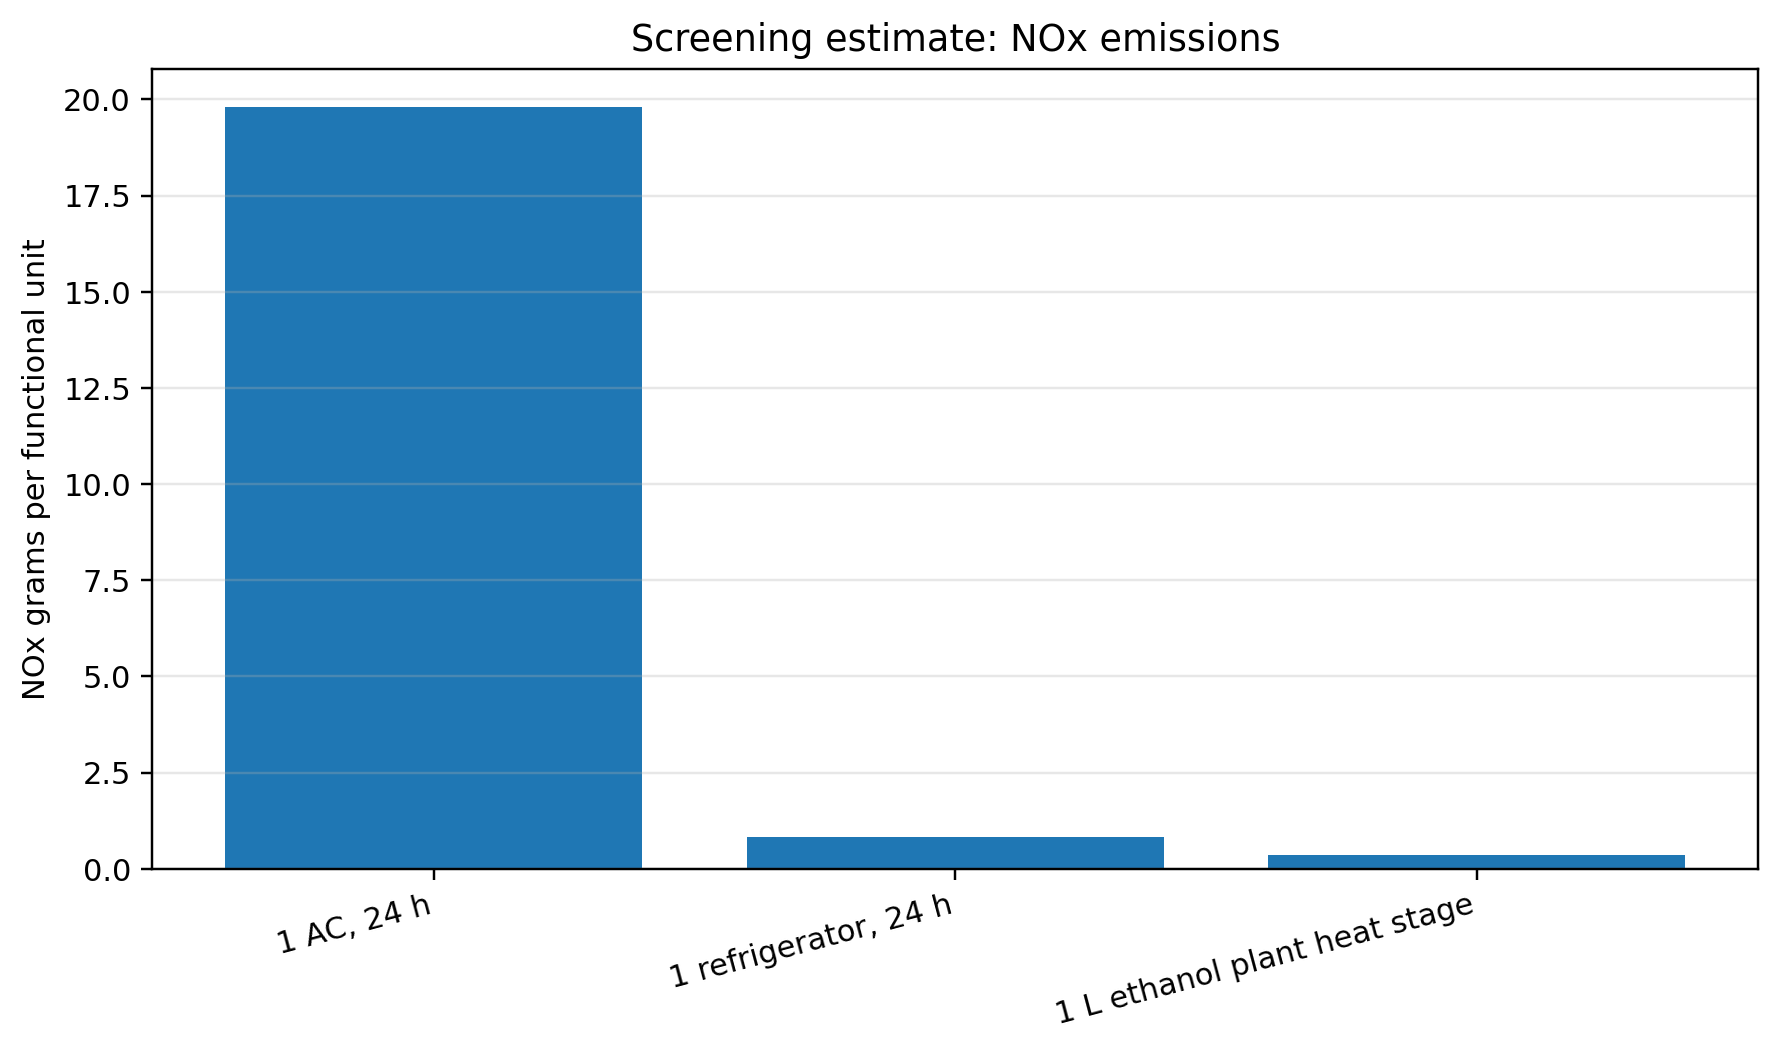 Screening estimate: NOx emissions
NOx grams per functional unit
20.0
17.5
15.0
12.5
10.0
7.5
5.0
2.5
0.0
1 AC, 24 h
1 refrigerator, 24 h
1 L ethanol plant heat stage